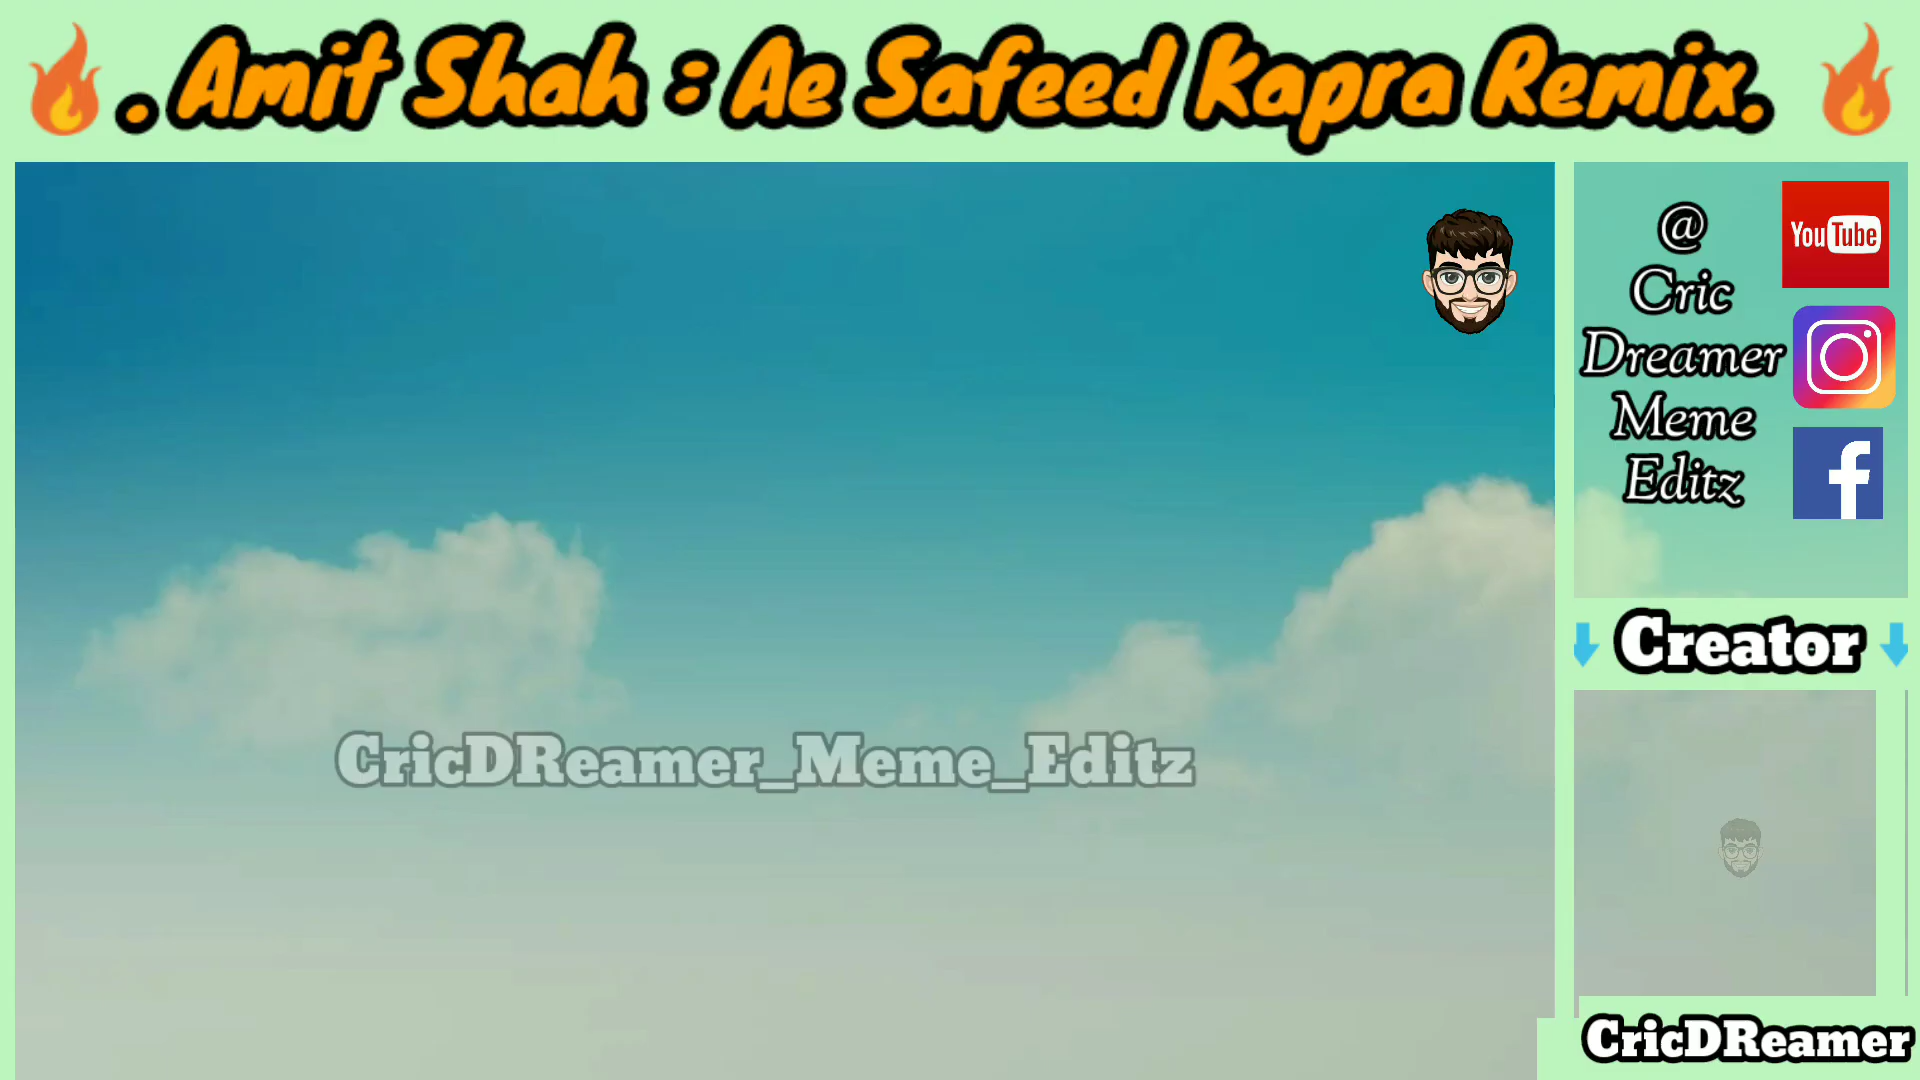 . Amit Shah : Ae Safeed Kapra Remix.
@
Cric
Dreamer
Meme
Editz
YouTube
Creator
CricDReamer_Meme_Editz
CricDReamer